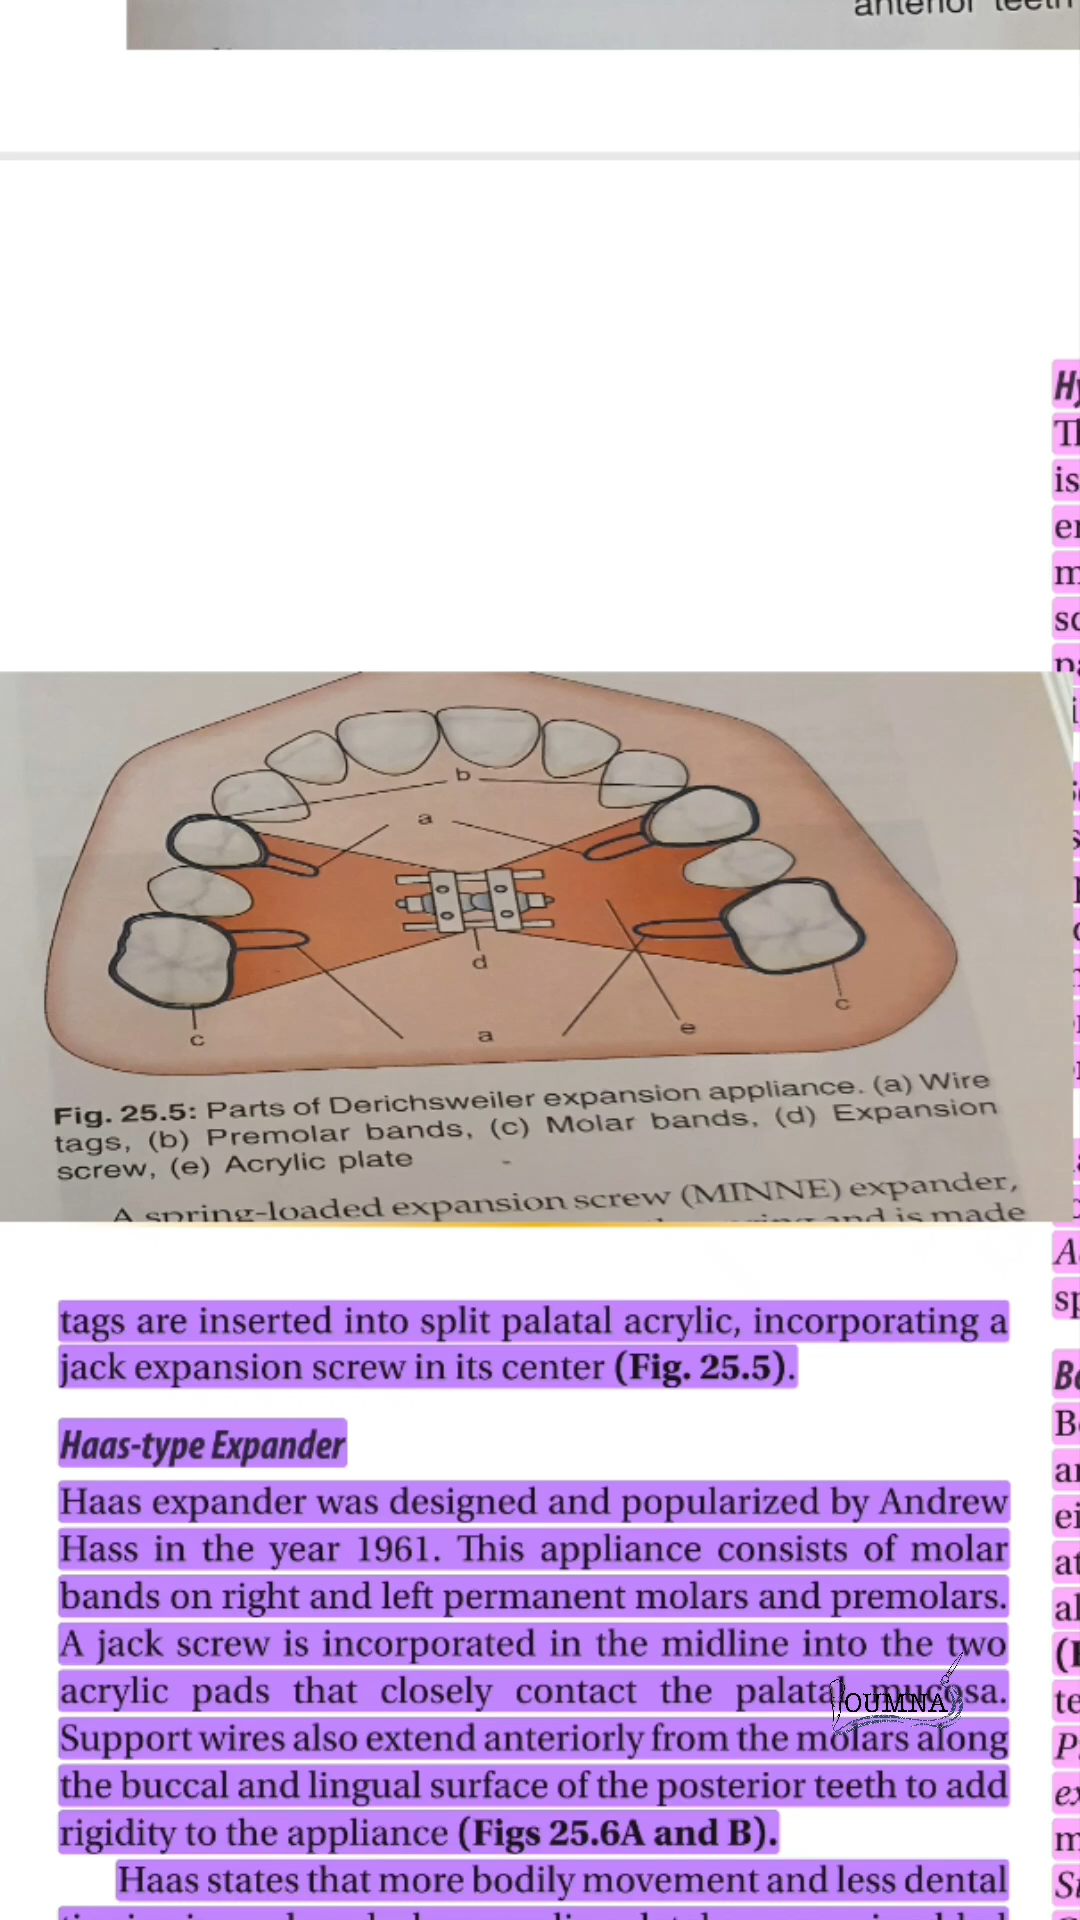 anterior teeth
b
a
d
c
a
e
c
Fig. 25.5: Parts of Derichsweiler expansion appliance. (a) Wire
tags, (b) Premolar bands, (c) Molar bands, (d) Expansion
screw, (e) Acrylic plate
A spring-loaded expansion screw (MINNE) expander,
and is made
tags are inserted into split palatal acrylic, incorporating a
jack expansion screw in its center (Fig. 25.5).
Haas-type Expander
Haas expander was designed and popularized by Andrew
Hass in the year 1961. This appliance consists of molar
bands on right and left permanent molars and premolars.
A jack screw is incorporated in the midline into the two
acrylic pads that closely contact the palatal mucosa.
Support wires also extend anteriorly from the molars along
the buccal and lingual surface of the posterior teeth to add
rigidity to the appliance (Figs 25.6A and B).
Haas states that more bodily movement and less dental
JOUMNA